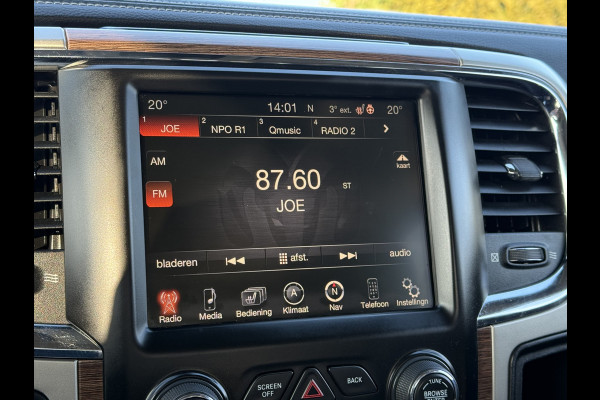 20° 14:01 N 3° ext. 20°
1 JOE 2 NPO R1 3 Qmusic 4 RADIO 2
AM kaart
FM 87.60 ST
JOE
bladeren afst. audio
Radio Media Bediening A Klimaat N Nav Telefoon Instellingn
SCREEN OFF BACK TUNE
BROWSE